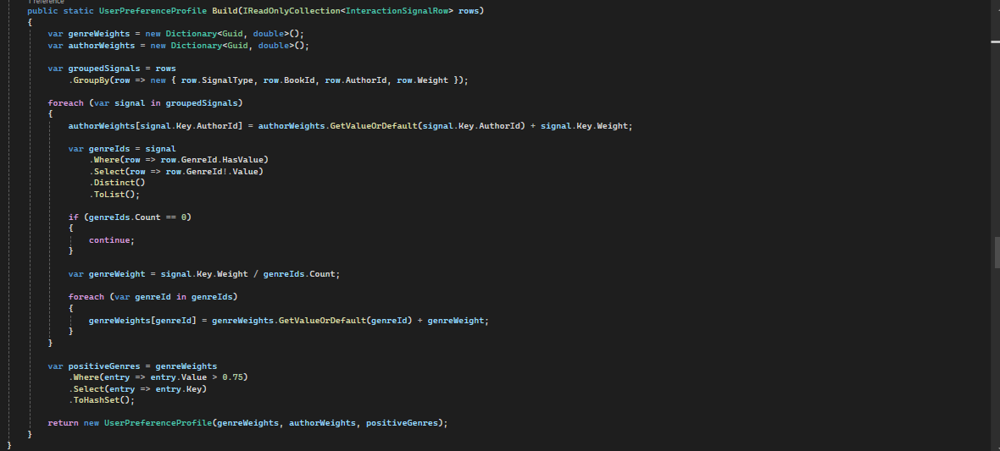 1 reference
public static UserPreferenceProfile Build(IReadOnlyCollection<InteractionSignalRow> rows)
{
var genreWeights = new Dictionary<Guid, double>();
var authorWeights = new Dictionary<Guid, double>();
var groupedSignals = rows
.GroupBy(row => new { row.SignalType, row.BookId, row.AuthorId, row.Weight });
foreach (var signal in groupedSignals)
{
authorWeights[signal.Key.AuthorId] = authorWeights.GetValueOrDefault(signal.Key.AuthorId) + signal.Key.Weight;
var genreIds = signal
.Where(row => row.GenreId.HasValue)
.Select(row => row.GenreId!.Value)
.Distinct()
.ToList();
if (genreIds.Count == 0)
{
continue;
}
var genreWeight = signal.Key.Weight / genreIds.Count;
foreach (var genreId in genreIds)
{
genreWeights[genreId] = genreWeights.GetValueOrDefault(genreId) + genreWeight;
}
}
var positiveGenres = genreWeights
.Where(entry => entry.Value > 0.75)
.Select(entry => entry.Key)
.ToHashSet();
return new UserPreferenceProfile(genreWeights, authorWeights, positiveGenres);
}
}